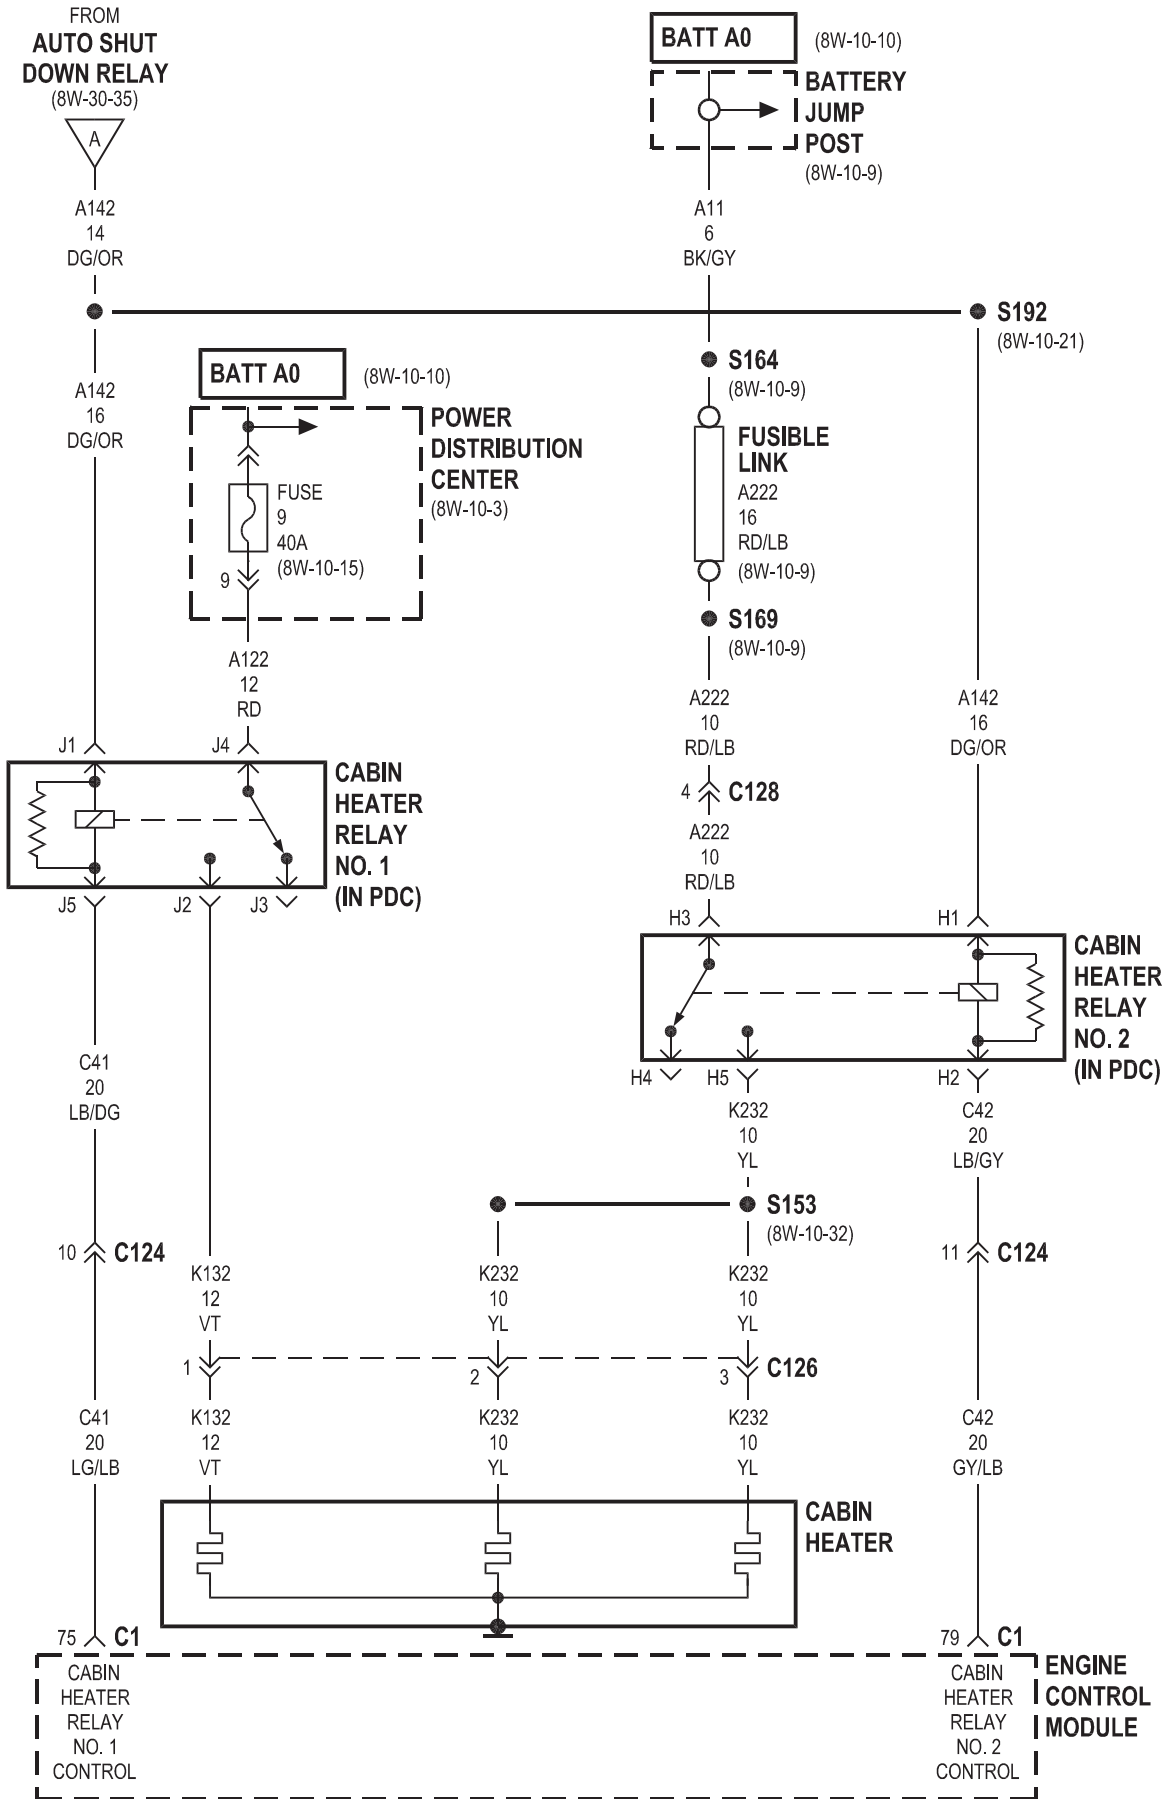 FROM
AUTO SHUT
DOWN RELAY
(8W-30-35)
A
A142
14
DG/OR
BATT A0
(8W-10-10)
BATTERY
JUMP
POST
(8W-10-9)
A11
6
BK/GY
S192
(8W-10-21)
A142
16
DG/OR
BATT A0
(8W-10-10)
POWER
DISTRIBUTION
CENTER
(8W-10-3)
FUSE
9
40A
(8W-10-15)
9
A122
12
RD
S164
(8W-10-9)
FUSIBLE
LINK
A222
16
RD/LB
(8W-10-9)
S169
(8W-10-9)
A222
10
RD/LB
A142
16
DG/OR
4
C128
A222
10
RD/LB
J1
J4
CABIN
HEATER
RELAY
NO. 1
(IN PDC)
J5
J2
J3
H3
H1
CABIN
HEATER
RELAY
NO. 2
(IN PDC)
H4
H5
H2
C41
20
LB/DG
K232
10
YL
C42
20
LB/GY
S153
(8W-10-32)
10
C124
11
C124
K132
12
VT
K232
10
YL
K232
10
YL
1
2
3
C126
C41
20
LG/LB
K132
12
VT
K232
10
YL
K232
10
YL
C42
20
GY/LB
CABIN
HEATER
75
C1
79
C1
CABIN
HEATER
RELAY
NO. 1
CONTROL
CABIN
HEATER
RELAY
NO. 2
CONTROL
ENGINE
CONTROL
MODULE